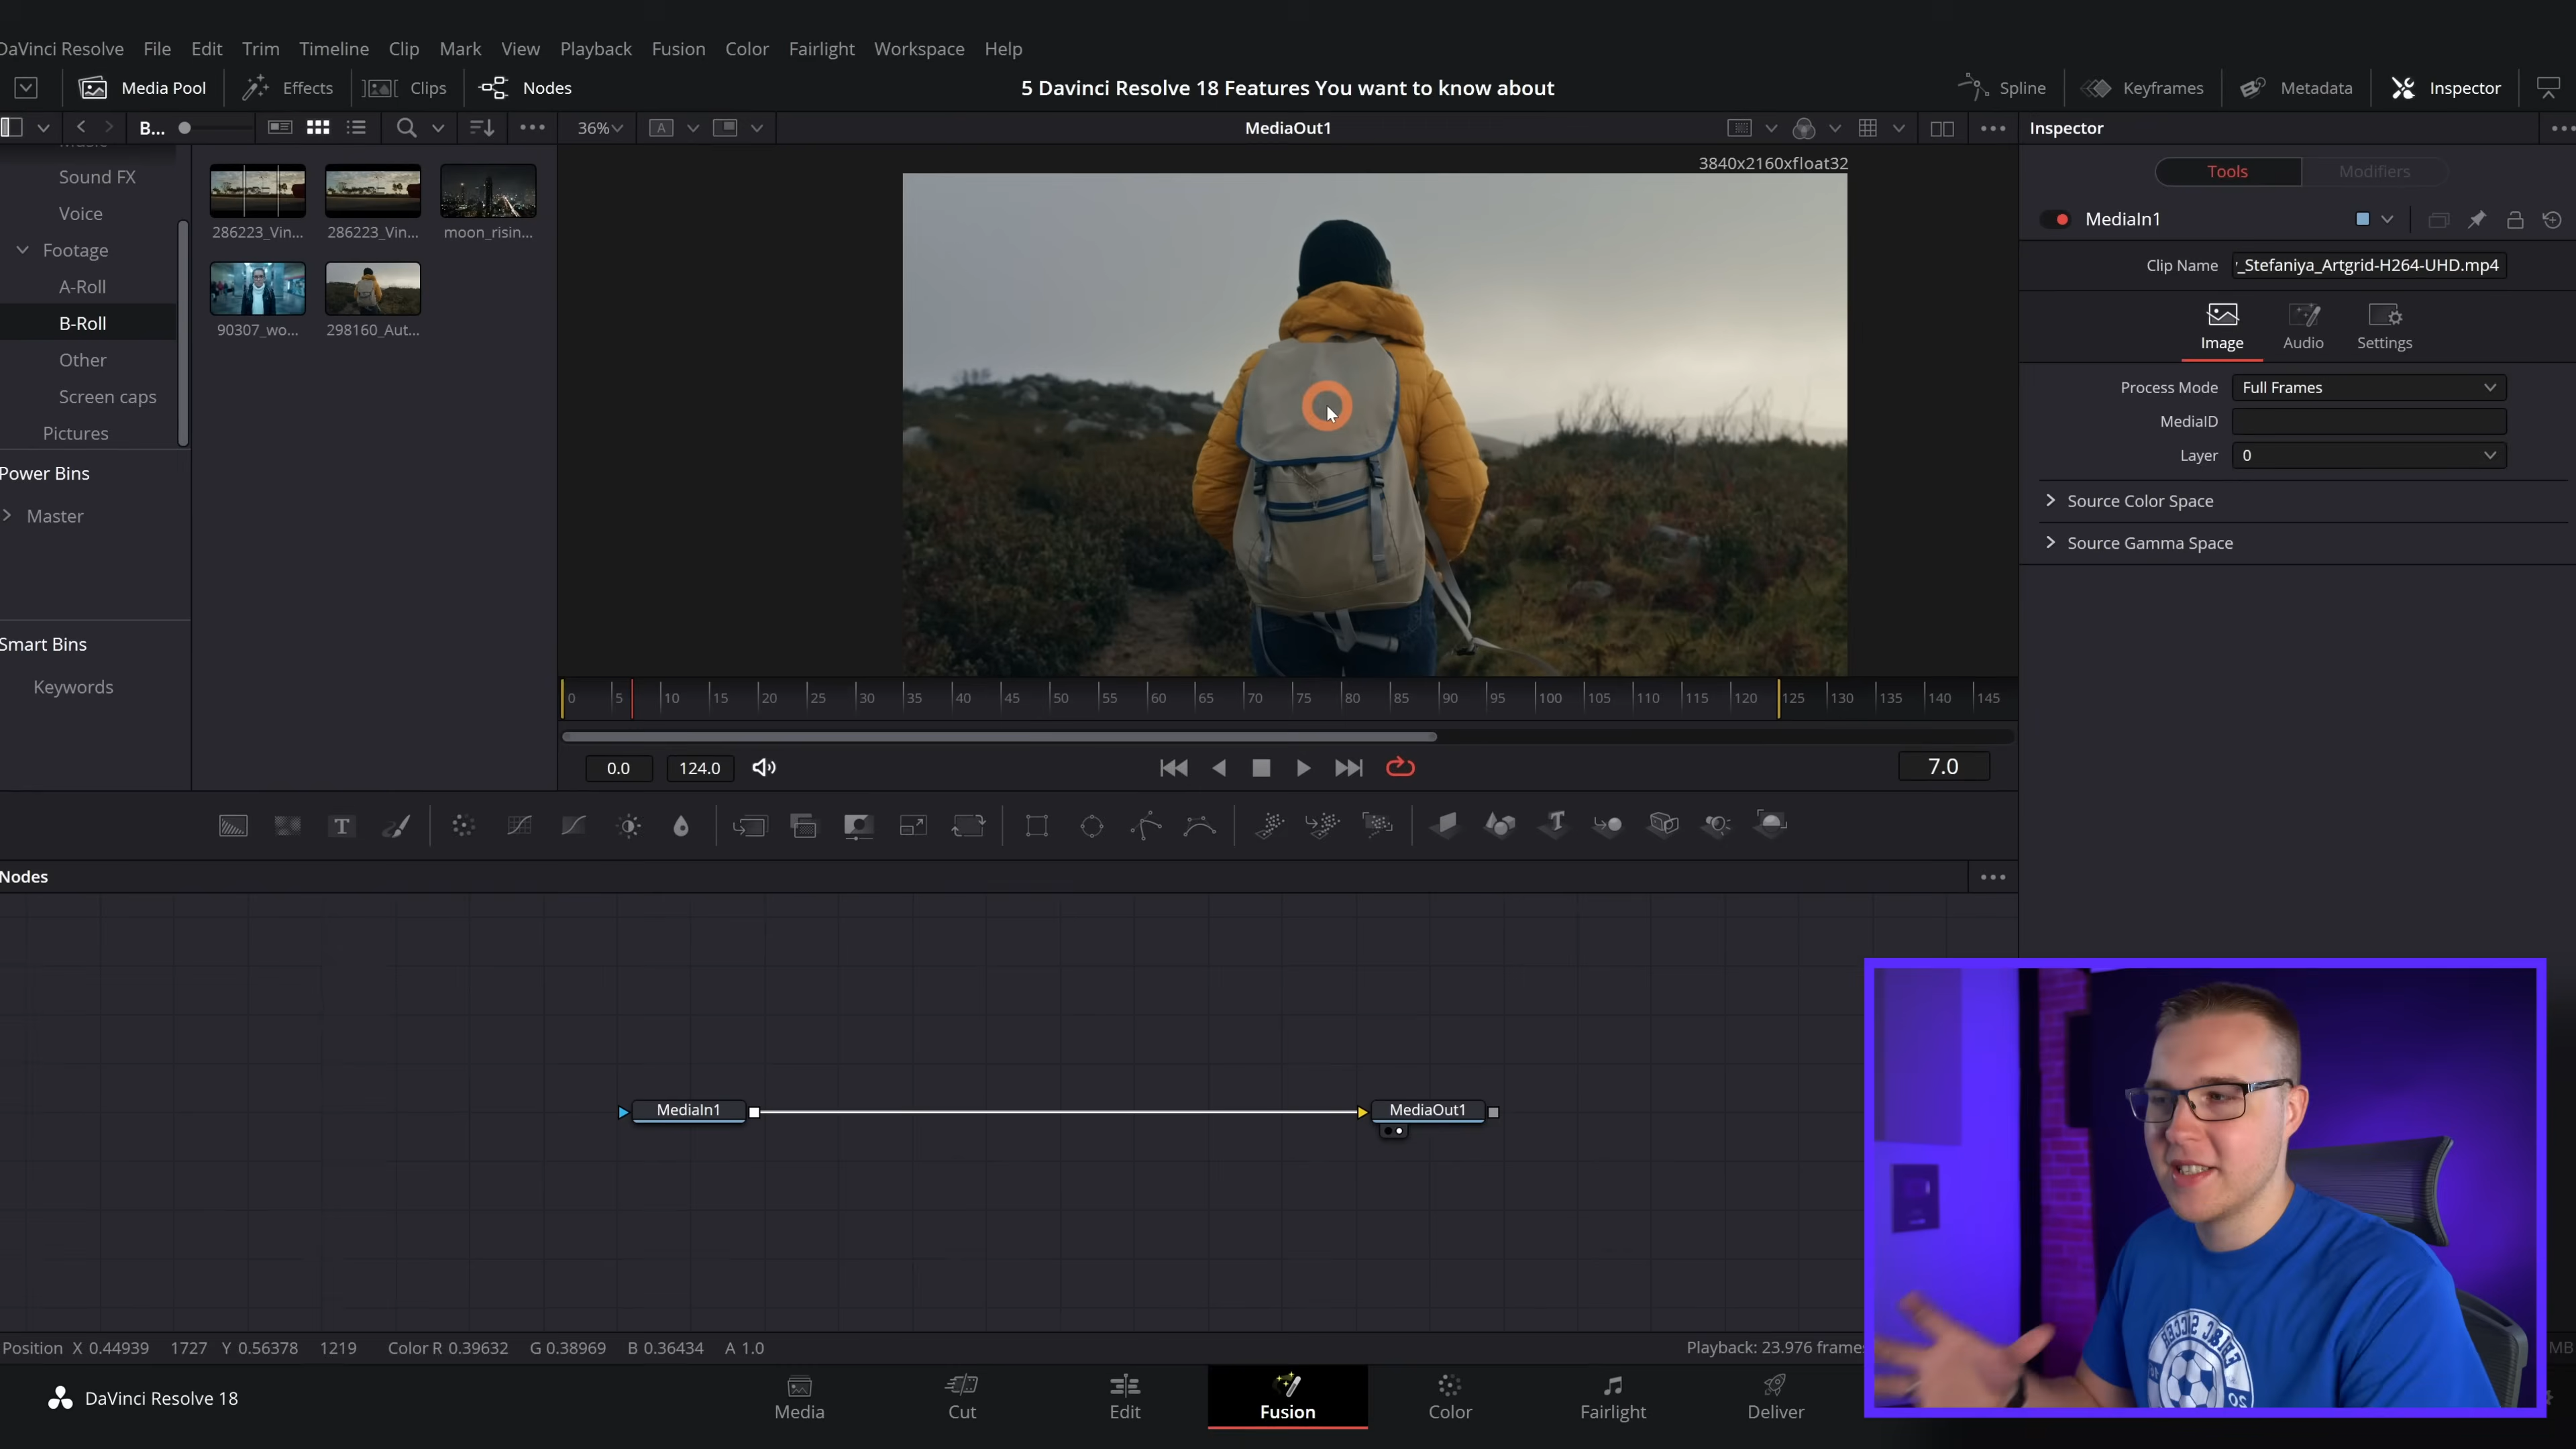 DaVinci Resolve File Edit Trim Timeline Clip Mark View Playback Fusion Color Fairlight Workspace Help
Media Pool Effects Clips Nodes 5 Davinci Resolve 18 Features You want to know about Spline Keyframes Metadata Inspector
B... 36% A MediaOut1 Inspector
3840x2160xfloat32
Tools Modifiers
Music
Sound FX
Voice
Footage
A-Roll
B-Roll
Other
Screen caps
Pictures
Power Bins
Master
Smart Bins
Keywords
286223_Vin... 286223_Vin... moon_risin...
90307_wo... 298160_Aut...
MediaIn1
Clip Name _Stefaniya_Artgrid-H264-UHD.mp4
Image Audio Settings
Process Mode Full Frames
MediaID
Layer 0
Source Color Space
Source Gamma Space
0 5 10 15 20 25 30 35 40 45 50 55 60 65 70 75 80 85 90 95 100 105 110 115 120 125 130 135 140 145
0.0 124.0 7.0
T T
Nodes
MediaIn1 MediaOut1
Position X 0.44939 1727 Y 0.56378 1219 Color R 0.39632 G 0.38969 B 0.36434 A 1.0 Playback: 23.976 frame MB
DaVinci Resolve 18 Media Cut Edit Fusion Color Fairlight Deliver